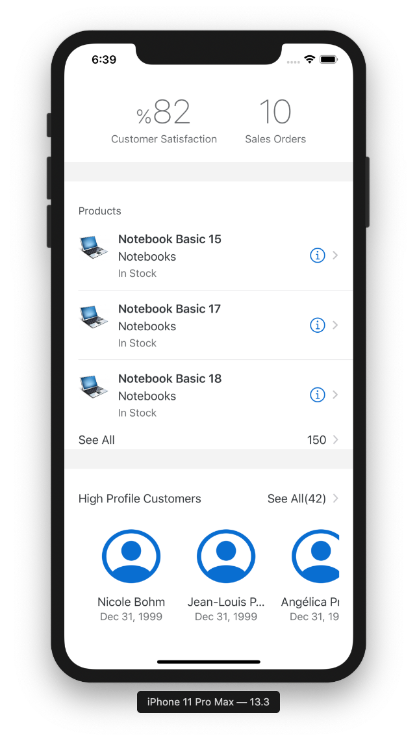 6:39
%82 10
Customer Satisfaction Sales Orders
Products
Notebook Basic 15
Notebooks
In Stock
Notebook Basic 17
Notebooks
In Stock
Notebook Basic 18
Notebooks
In Stock
See All 150
High Profile Customers See All(42)
Nicole Bohm Jean-Louis P... Angélica
Dec 31, 1999 Dec 31, 1999 Dec 31, 19
iPhone 11 Pro Max — 13.3